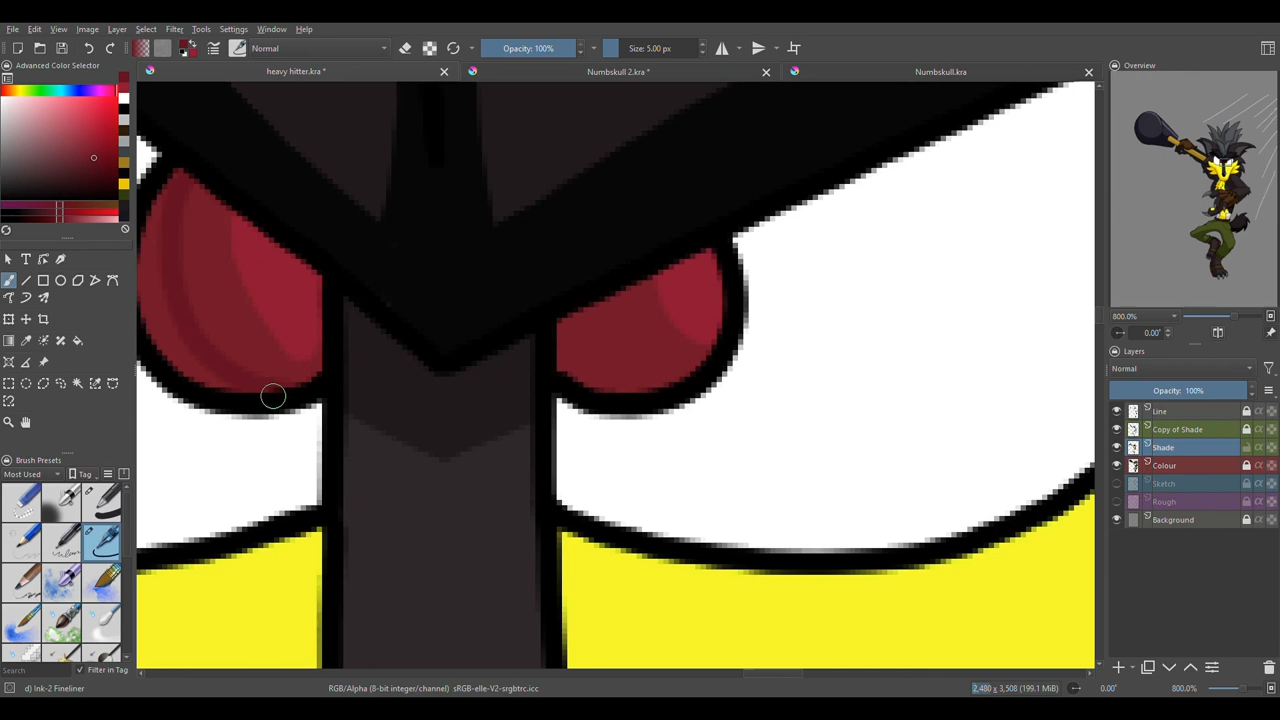 File Edit View Image Layer Select Filter Tools Settings Window Help
Normal Opacity: 100% Size: 5.00 px
Advanced Color Selector
heavy hitter.kra *
Numbskull 2.kra *
Numbskull.kra
Overview
800.0%
0.00°
Layers
Normal
Opacity: 100%
Line
Copy of Shade
Shade
Colour
Sketch
Rough
Background
Brush Presets
Most Used Tag
Search Filter in Tag
d) Ink-2 Fineliner
RGB/Alpha (8-bit integer/channel) sRGB-elle-V2-srgbtrc.icc
2,480 x 3,508 (199.1 MiB)
0.00°
800.0%